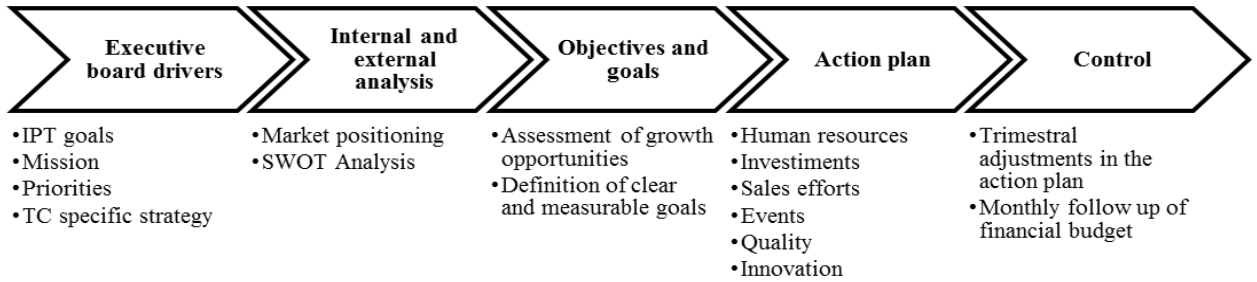 Executive
board drivers
Internal and
external
analysis
Objectives and
goals
Action plan
Control
•IPT goals
•Mission
•Priorities
•TC specific strategy
•Market positioning
•SWOT Analysis
•Assessment of growth
opportunities
•Definition of clear
and measurable goals
•Human resources
•Investiments
•Sales efforts
•Events
•Quality
•Innovation
•Trimestral
adjustments in the
action plan
•Monthly follow up of
financial budget